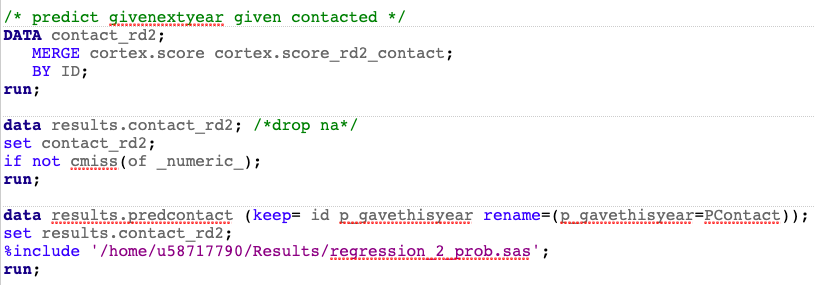 /* predict givenextyear given contacted */
DATA contact_rd2;
MERGE cortex.score cortex.score_rd2_contact;
BY ID;
run;
data results.contact_rd2; /*drop na*/
set contact_rd2;
if not cmiss(of _numeric_);
run;
data results.predcontact (keep= id p_gavethisyear rename=(p_gavethisyear=PContact));
set results.contact_rd2;
%include '/home/u58717790/Results/regression_2_prob.sas';
run;